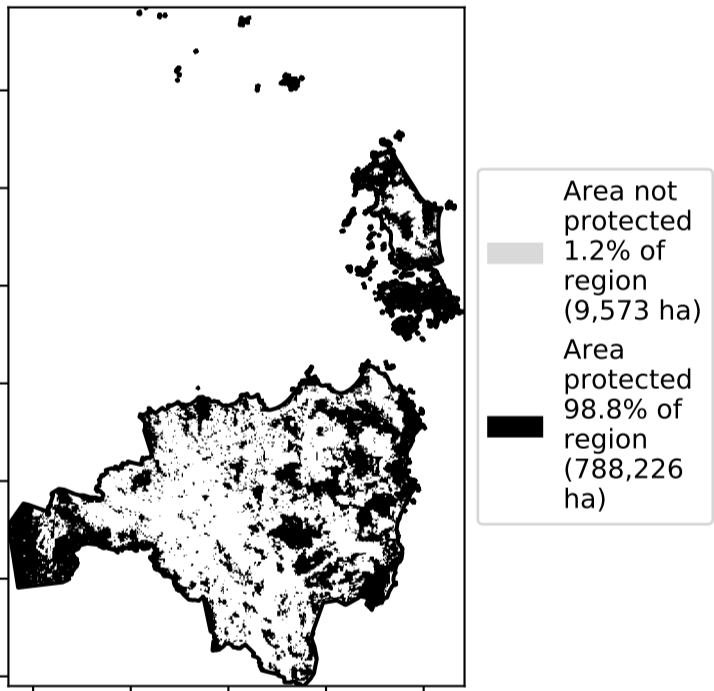 Area not
protected
1.2% of
region
(9,573 ha)
Area
protected
98.8% of
region
(788,226
ha)